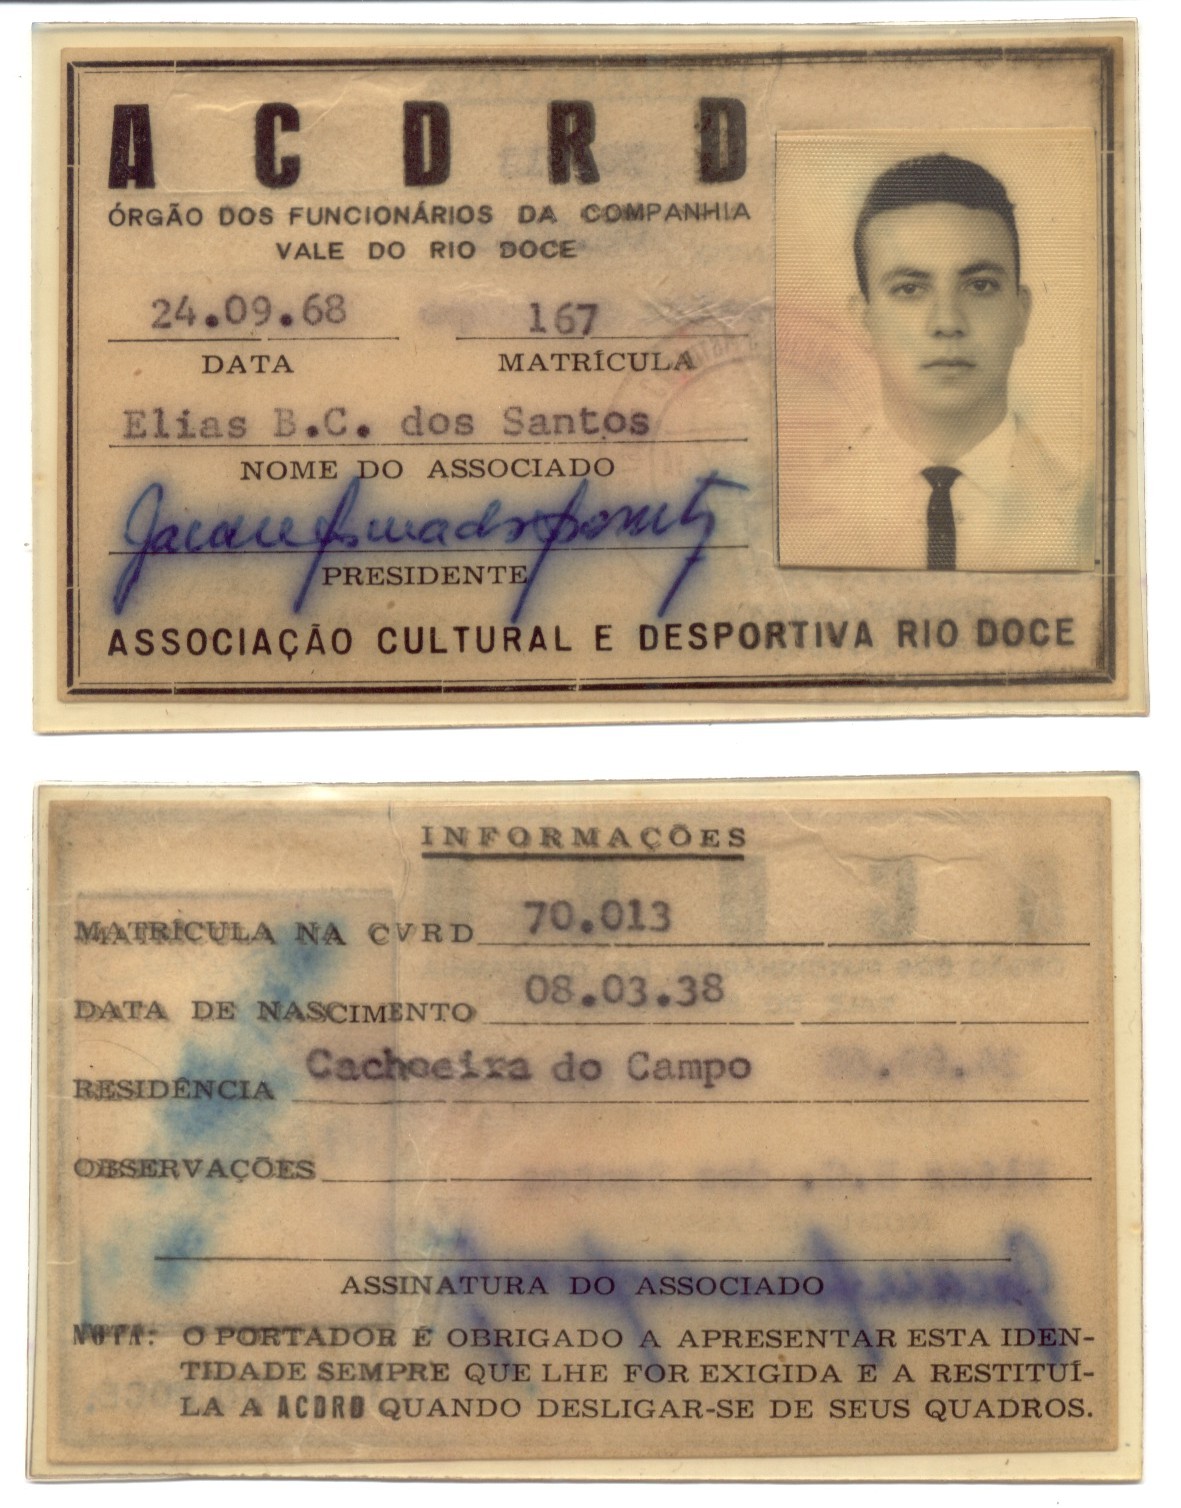 A C D R D
ÓRGÃO DOS FUNCIONÁRIOS DA COMPANHIA
VALE DO RIO DOCE
24.09.68 167
DATA MATRÍCULA
Elias B.C. dos Santos
NOME DO ASSOCIADO
PRESIDENTE
ASSOCIAÇÃO CULTURAL E DESPORTIVA RIO DOCE
INFORMAÇÕES
MATRÍCULA NA CVRD 70.013
DATA DE NASCIMENTO 08.03.38
RESIDÊNCIA Cachoeira do Campo
OBSERVAÇÕES
ASSINATURA DO ASSOCIADO
NOTA: O PORTADOR É OBRIGADO A APRESENTAR ESTA IDEN-
TIDADE SEMPRE QUE LHE FOR EXIGIDA E A RESTITUÍ-
LA A ACDRD QUANDO DESLIGAR-SE DE SEUS QUADROS.